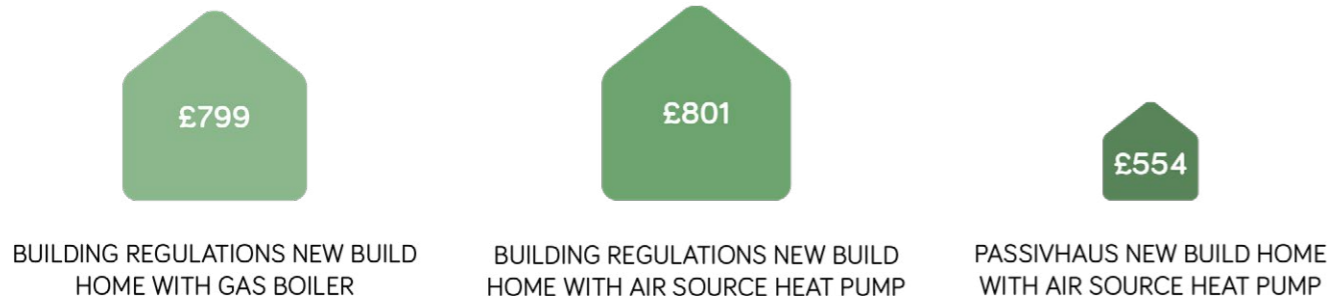 £799
£801
£554
BUILDING REGULATIONS NEW BUILD
HOME WITH GAS BOILER
BUILDING REGULATIONS NEW BUILD
HOME WITH AIR SOURCE HEAT PUMP
PASSIVHAUS NEW BUILD HOME
WITH AIR SOURCE HEAT PUMP